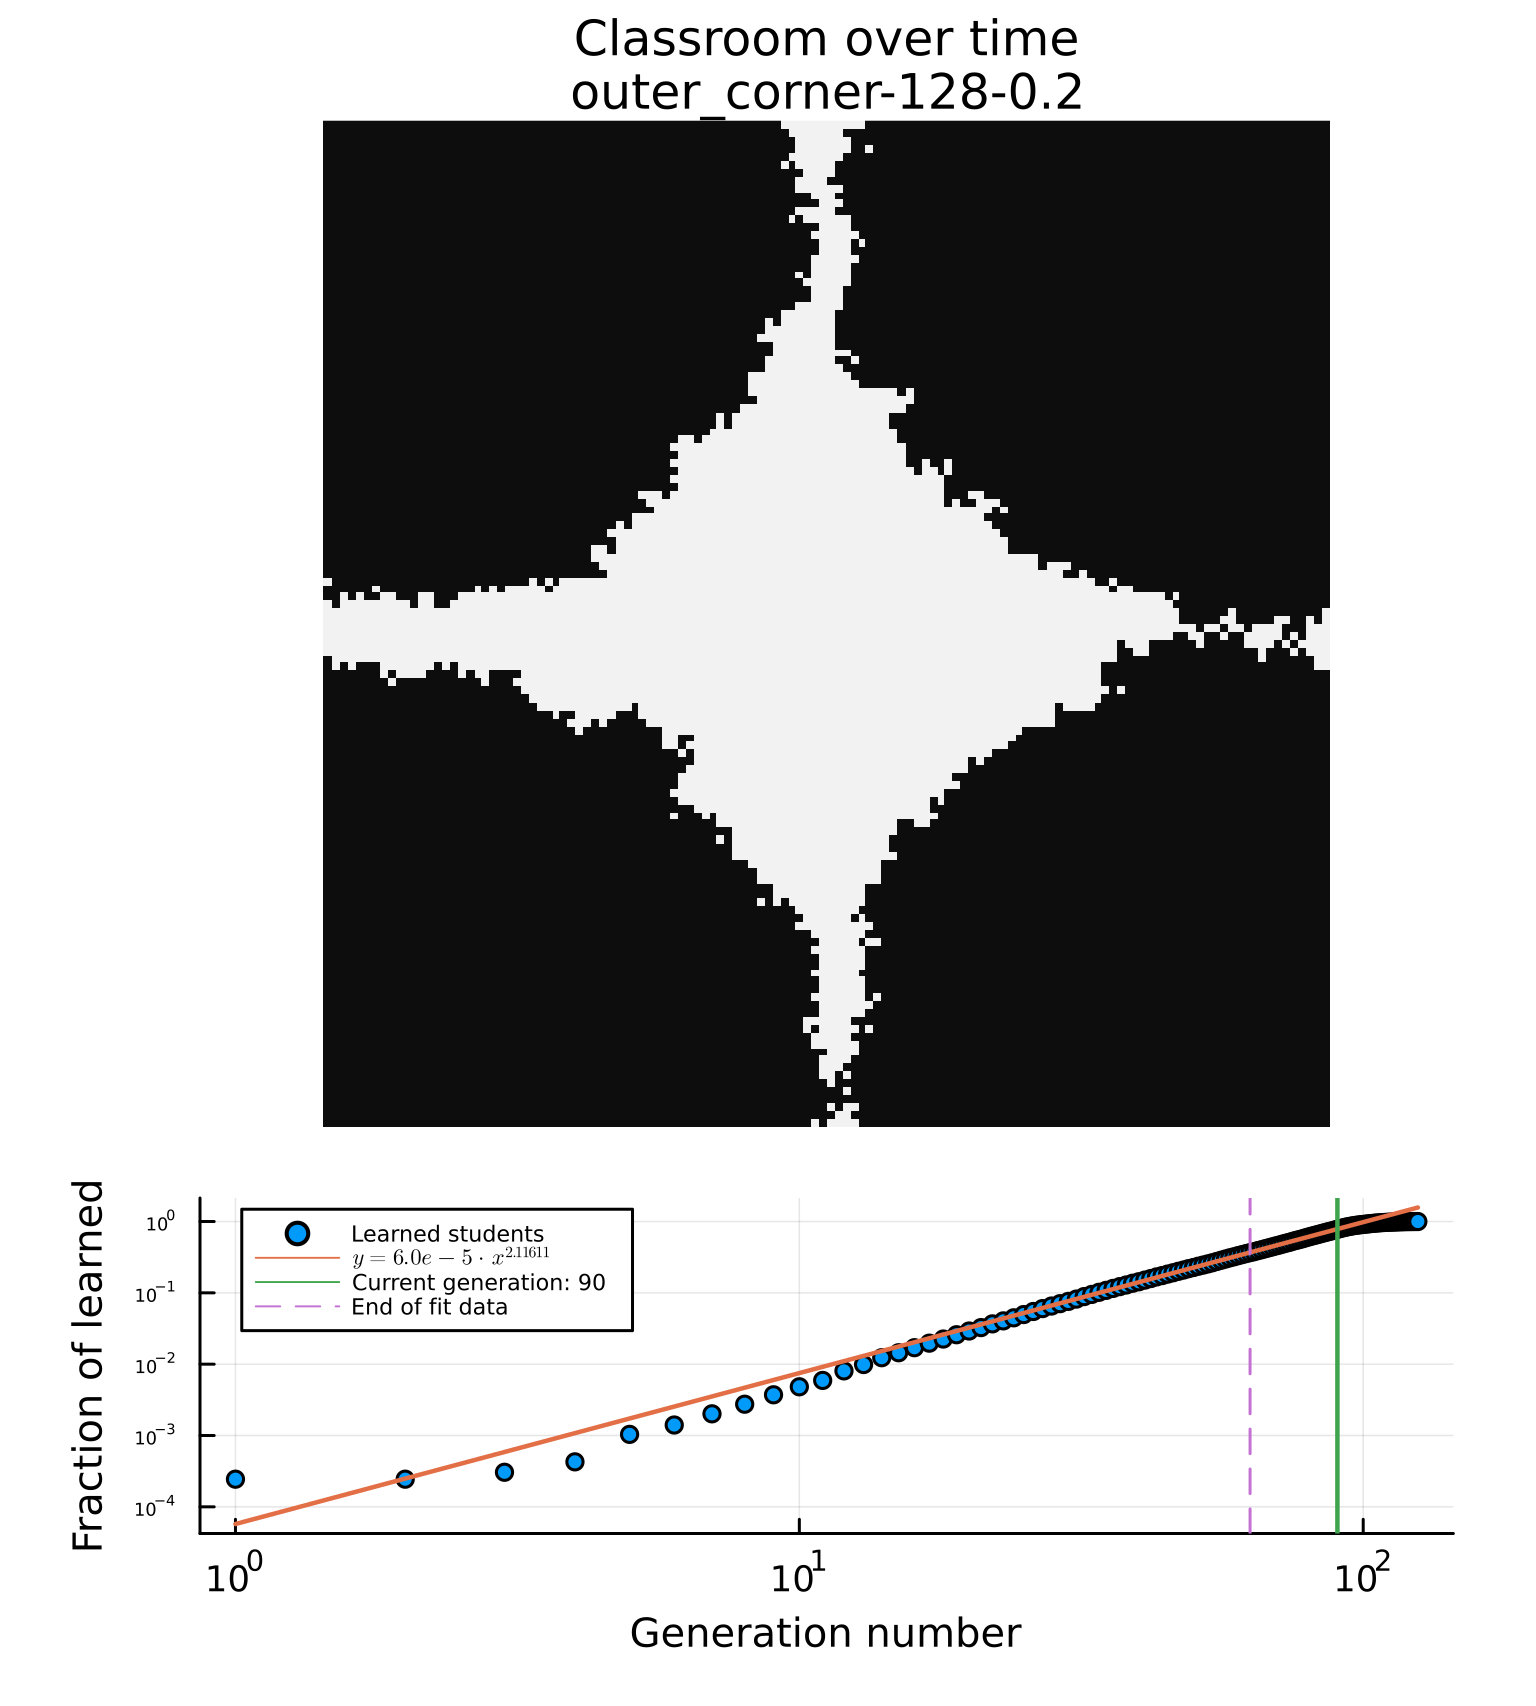 Classroom over time
outer_corner-128-0.2
Fraction of learned
10^0
10^-1
10^-2
10^-3
10^-4
Learned students
y = 6.0e − 5 · x^2.11611
Current generation: 90
End of fit data
10^0 10^1 10^2
Generation number